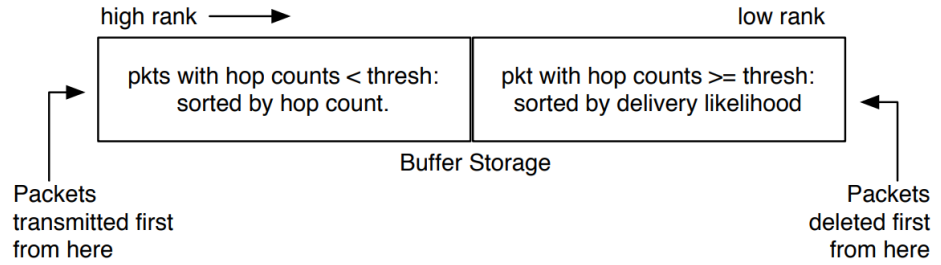 high rank
low rank
pkts with hop counts < thresh:
sorted by hop count.
pkt with hop counts >= thresh:
sorted by delivery likelihood
Buffer Storage
Packets
transmitted first
from here
Packets
deleted first
from here